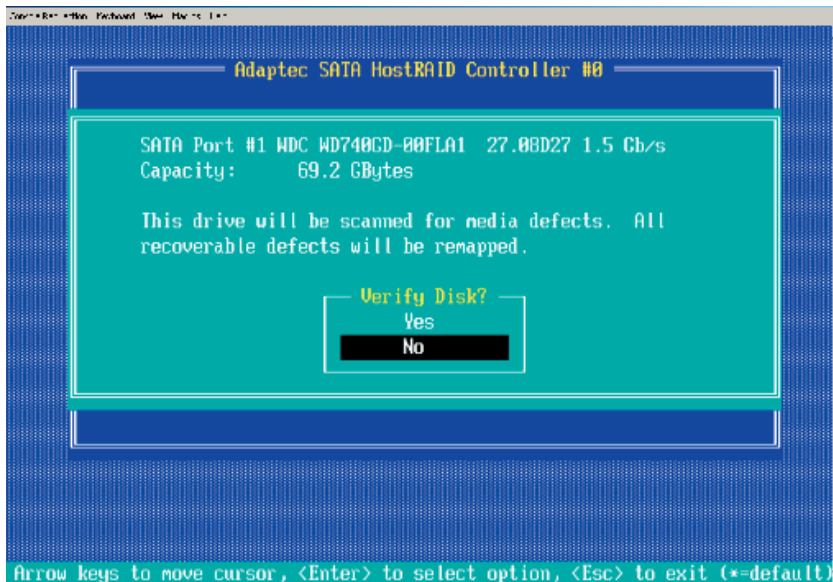 Keyboard View
Adaptec SATA HostRAID Controller #0
SATA Port #1 WDC WD740GD-00FLA1 27.08D27 1.5 Gb/s
Capacity: 69.2 GBytes
This drive will be scanned for media defects. All
recoverable defects will be remapped.
Verify Disk?
Yes
No
Arrow keys to move cursor, <Enter> to select option, <Esc> to exit (*=default)